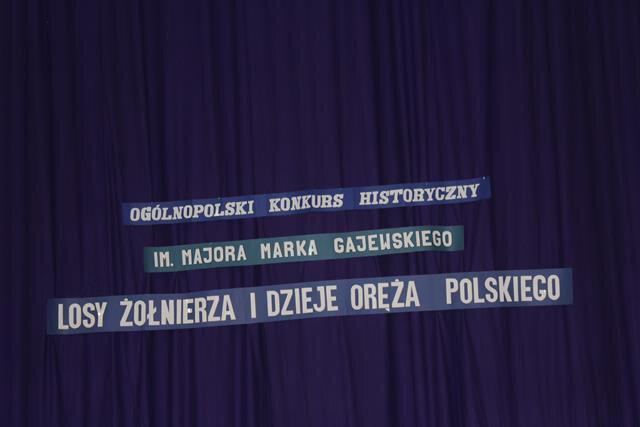 OGÓLNOPOLSKI KONKURS HISTORYCZNY
IM. MAJORA MARKA GAJEWSKIEGO
LOSY ŻOŁNIERZA I DZIEJE ORĘŻA POLSKIEGO